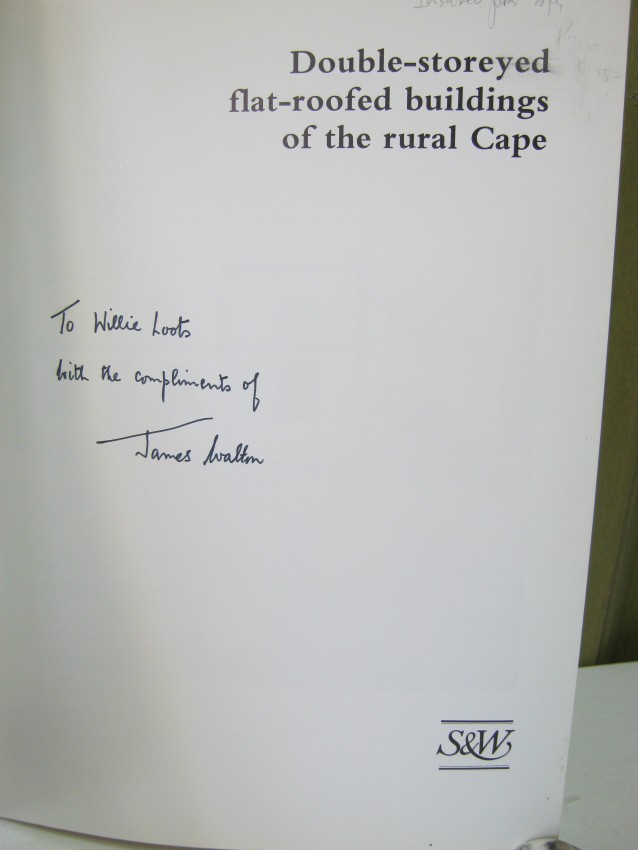 Double-storeyed
flat-roofed buildings
of the rural Cape
To Willie Loots
With the compliments of
James Walton
S&W